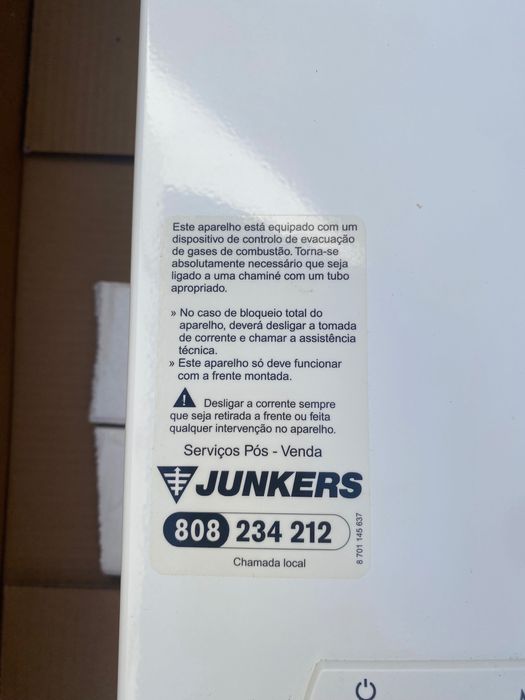 Este aparelho está equipado com um
dispositivo de controlo de evacuação
de gases de combustão. Torna-se
absolutamente necessário que seja
ligado a uma chaminé com um tubo
apropriado.
» No caso de bloqueio total do
aparelho, deverá desligar a tomada
de corrente e chamar a assistência
técnica.
» Este aparelho só deve funcionar
com a frente montada.
! Desligar a corrente sempre
que seja retirada a frente ou feita
qualquer intervenção no aparelho.
Serviços Pós - Venda
JUNKERS
808 234 212
Chamada local
8 701 145 637